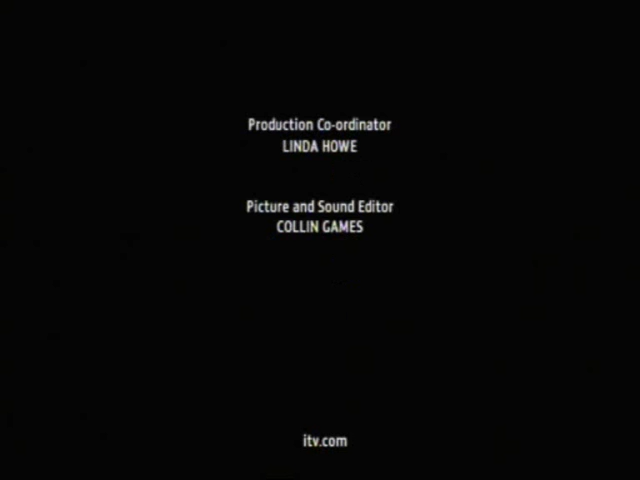 Production Co-ordinator
LINDA HOWE
Picture and Sound Editor
COLLIN GAMES
itv.com